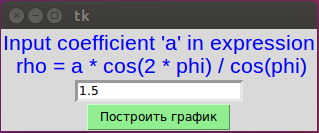 tk
Input coefficient 'a' in expression
rho = a * cos(2 * phi) / cos(phi)
1.5
Построить график